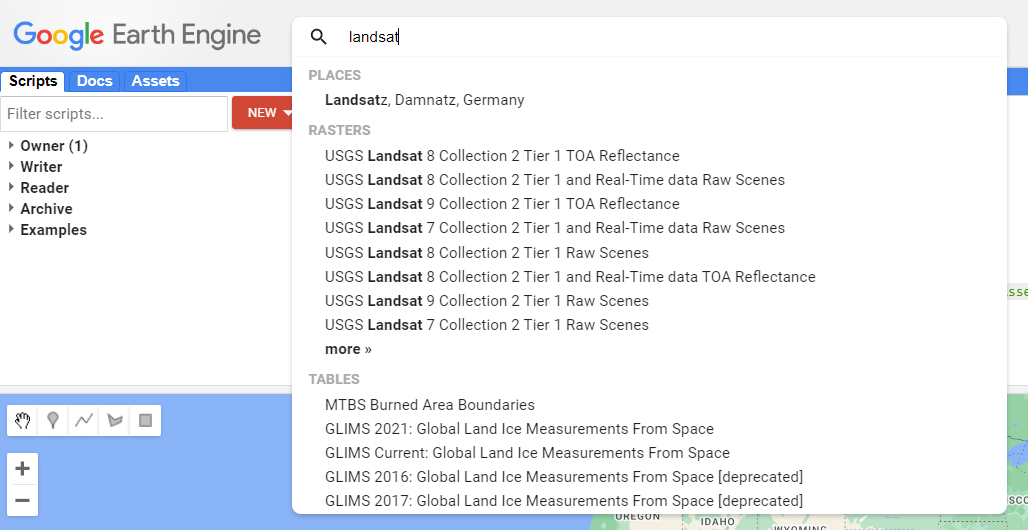 Google Earth Engine
landsat
Scripts Docs Assets
Filter scripts...
NEW
Owner (1)
Writer
Reader
Archive
Examples
PLACES
Landsatz, Damnatz, Germany
RASTERS
USGS Landsat 8 Collection 2 Tier 1 TOA Reflectance
USGS Landsat 8 Collection 2 Tier 1 and Real-Time data Raw Scenes
USGS Landsat 9 Collection 2 Tier 1 TOA Reflectance
USGS Landsat 7 Collection 2 Tier 1 and Real-Time data Raw Scenes
USGS Landsat 8 Collection 2 Tier 1 Raw Scenes
USGS Landsat 8 Collection 2 Tier 1 and Real-Time data TOA Reflectance
USGS Landsat 9 Collection 2 Tier 1 Raw Scenes
USGS Landsat 7 Collection 2 Tier 1 Raw Scenes
more »
TABLES
MTBS Burned Area Boundaries
GLIMS 2021: Global Land Ice Measurements From Space
GLIMS Current: Global Land Ice Measurements From Space
GLIMS 2016: Global Land Ice Measurements From Space [deprecated]
GLIMS 2017: Global Land Ice Measurements From Space [deprecated]
+
−
OREGON
IDAHO
WYOMING